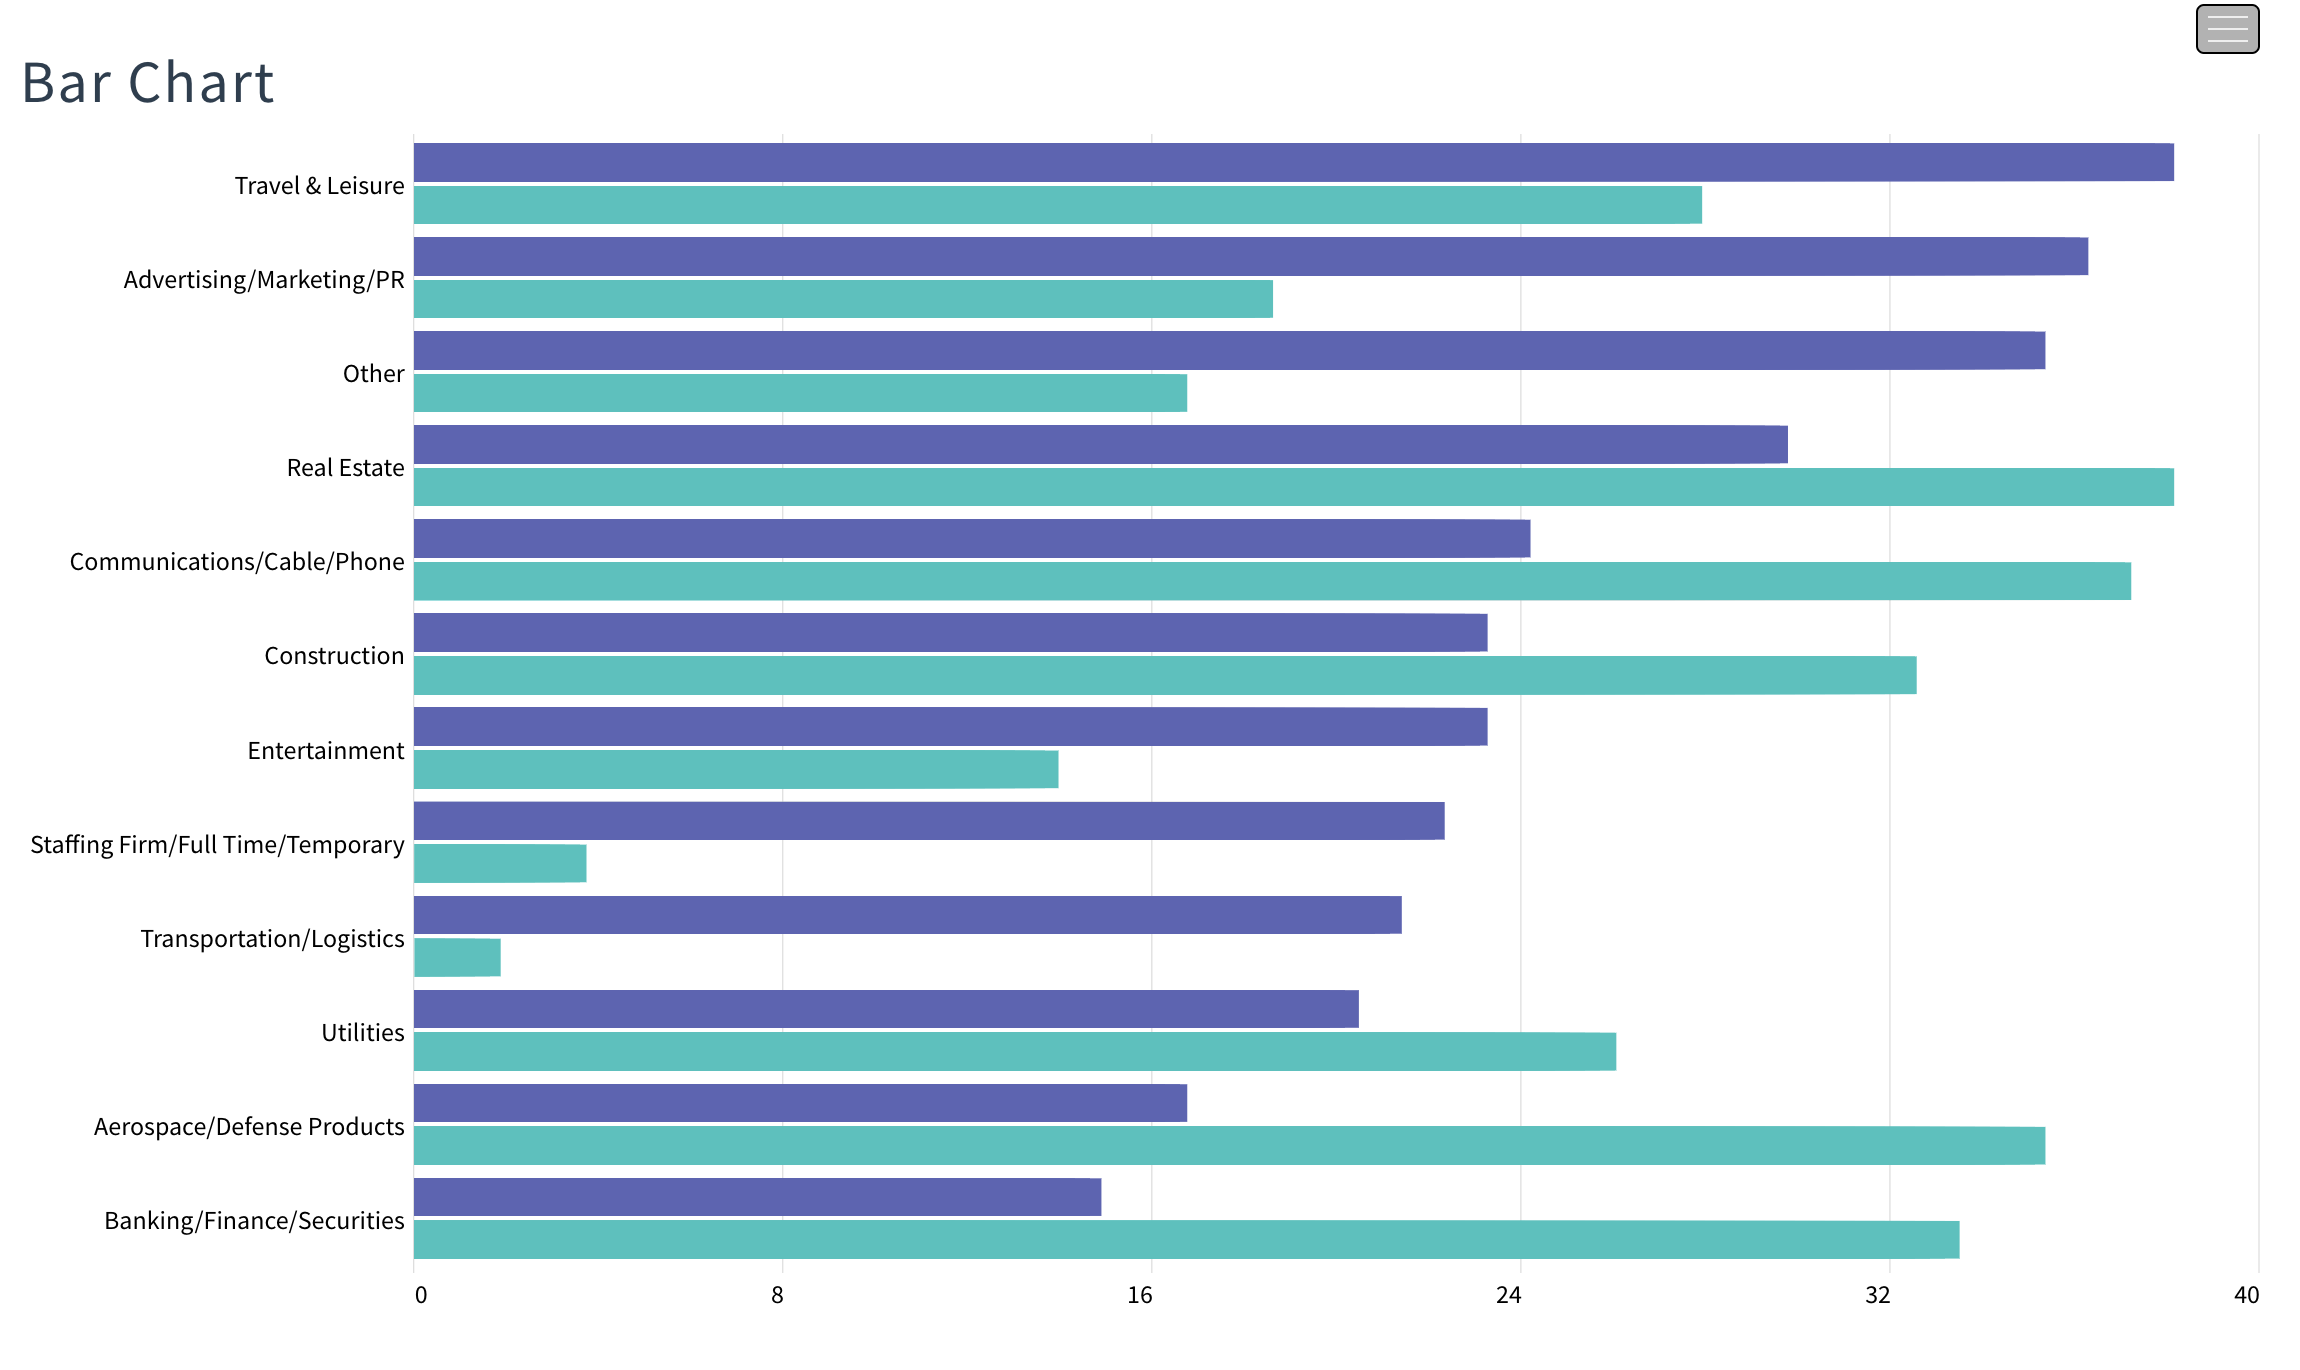 Bar Chart
Travel & Leisure
Advertising/Marketing/PR
Other
Real Estate
Communications/Cable/Phone
Construction
Entertainment
Staffing Firm/Full Time/Temporary
Transportation/Logistics
Utilities
Aerospace/Defense Products
Banking/Finance/Securities
0 8 16 24 32 40